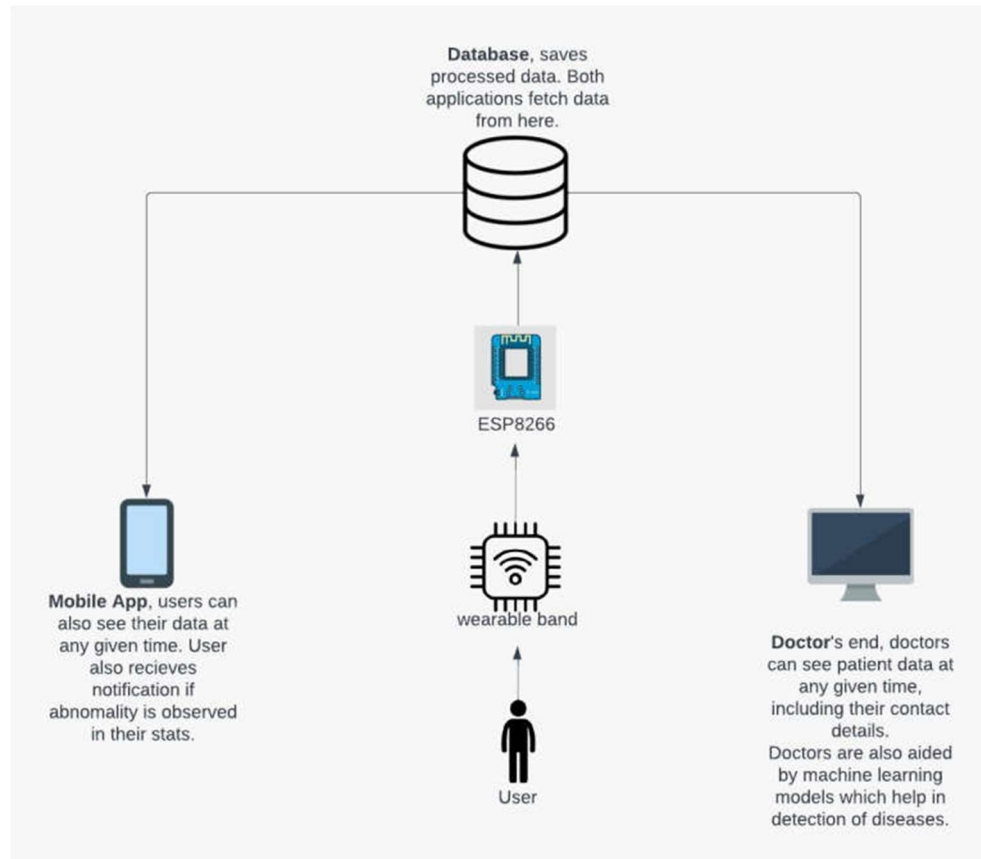 Database, saves
processed data. Both
applications fetch data
from here.
ESP8266
wearable band
Mobile App, users can
also see their data at
any given time. User
also recieves
notification if
abnomality is observed
in their stats.
User
Doctor's end, doctors
can see patient data at
any given time,
including their contact
details.
Doctors are also aided
by machine learning
models which help in
detection of diseases.